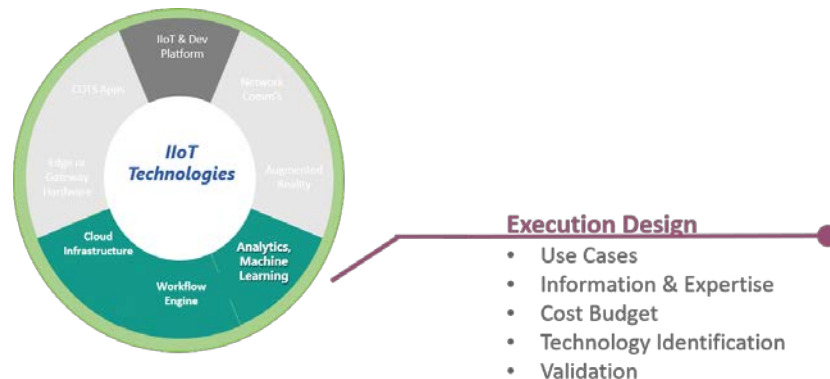 IIoT & Dev
Platform
COTS Apps
Network
Comm's
IIoT
Technologies
Edge or
Gateway
Hardware
Augmented
Reality
Cloud
Infrastructure
Analytics,
Machine
Learning
Workflow
Engine
Execution Design
• Use Cases
• Information & Expertise
• Cost Budget
• Technology Identification
• Validation